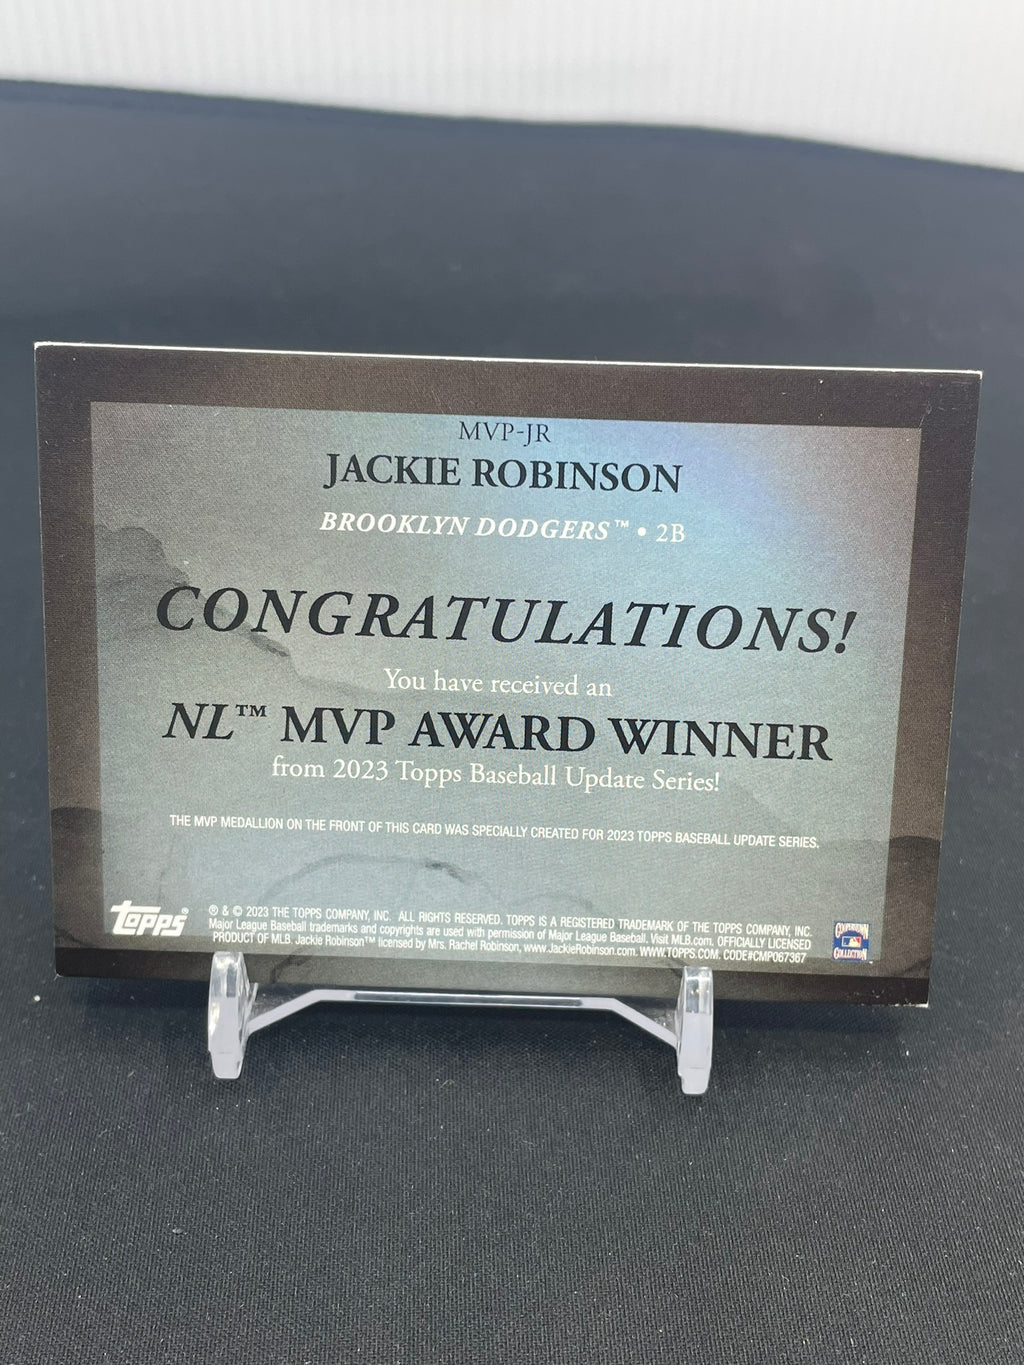 MVP-JR
JACKIE ROBINSON
BROOKLYN DODGERS™ • 2B
CONGRATULATIONS!
You have received an
NL™ MVP AWARD WINNER
from 2023 Topps Baseball Update Series!
THE MVP MEDALLION ON THE FRONT OF THIS CARD WAS SPECIALLY CREATED FOR 2023 TOPPS BASEBALL UPDATE SERIES.
topps®
® & © 2023 THE TOPPS COMPANY, INC. ALL RIGHTS RESERVED. TOPPS IS A REGISTERED TRADEMARK OF THE TOPPS COMPANY, INC.
Major League Baseball trademarks and copyrights are used with permission of Major League Baseball. Visit MLB.com. OFFICIALLY LICENSED
PRODUCT OF MLB. Jackie Robinson™ licensed by Mrs. Rachel Robinson, www.JackieRobinson.com. WWW.TOPPS.COM. CODE#CMP067367
COOPERSTOWN
COLLECTION